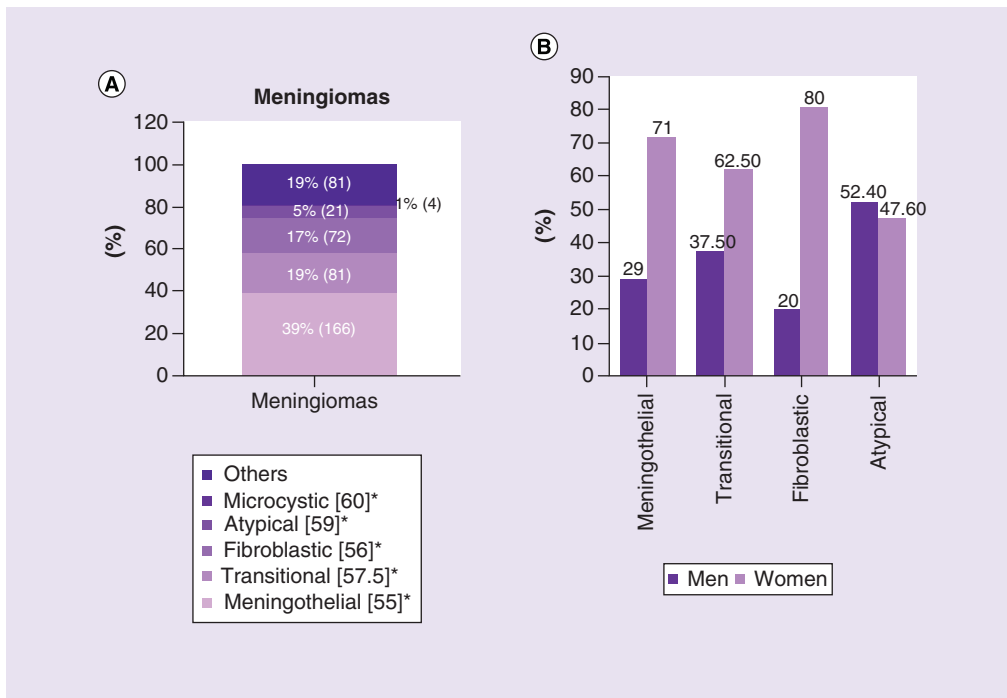 A
Meningiomas
120
100
80
60
40
20
0
(%)
19% (81)
1% (4)
5% (21)
17% (72)
19% (81)
39% (166)
Meningiomas
Others
Microcystic [60]*
Atypical [59]*
Fibroblastic [56]*
Transitional [57.5]*
Meningothelial [55]*
B
90
80
70
60
50
40
30
20
10
0
(%)
29
71
37.50
62.50
20
80
52.40
47.60
Meningothelial
Transitional
Fibroblastic
Atypical
Men
Women